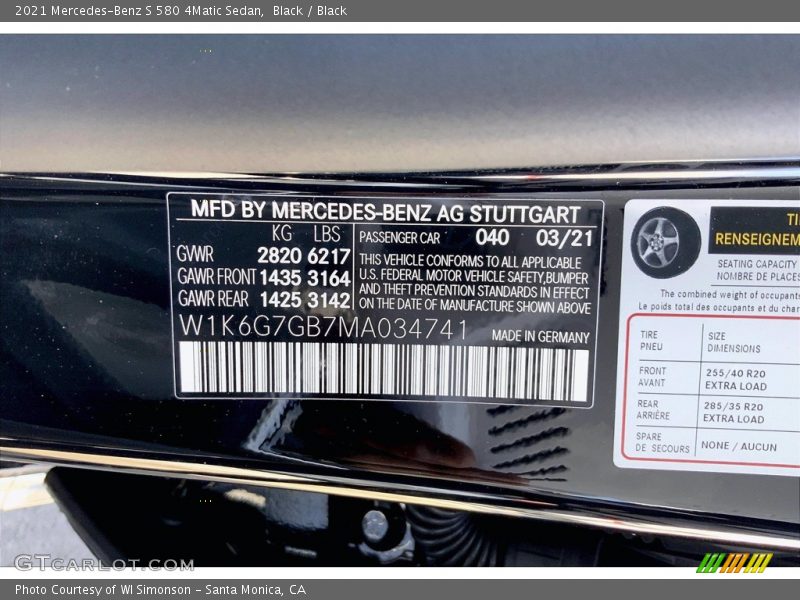 2021 Mercedes-Benz S 580 4Matic Sedan,  Black / Black
MFD BY MERCEDES-BENZ AG STUTTGART
KG LBS
GWR 2820 6217
GAWR FRONT 1435 3164
GAWR REAR 1425 3142
PASSENGER CAR 040 03/21
THIS VEHICLE CONFORMS TO ALL APPLICABLE
U.S. FEDERAL MOTOR VEHICLE SAFETY,BUMPER
AND THEFT PREVENTION STANDARDS IN EFFECT
ON THE DATE OF MANUFACTURE SHOWN ABOVE
W1K6G7GB7MA034741 MADE IN GERMANY
SEATING CAPACITY
NOMBRE DE PLACES
The combined weight of occupants
Le poids total des occupants et du
TIRE SIZE
PNEU DIMENSIONS
FRONT 255/40 R20
AVANT EXTRA LOAD
REAR 285/35 R20
ARRIÈRE EXTRA LOAD
SPARE NONE / AUCUN
DE SECOURS
GTCARLOT.COM
Photo Courtesy of WI Simonson - Santa Monica, CA